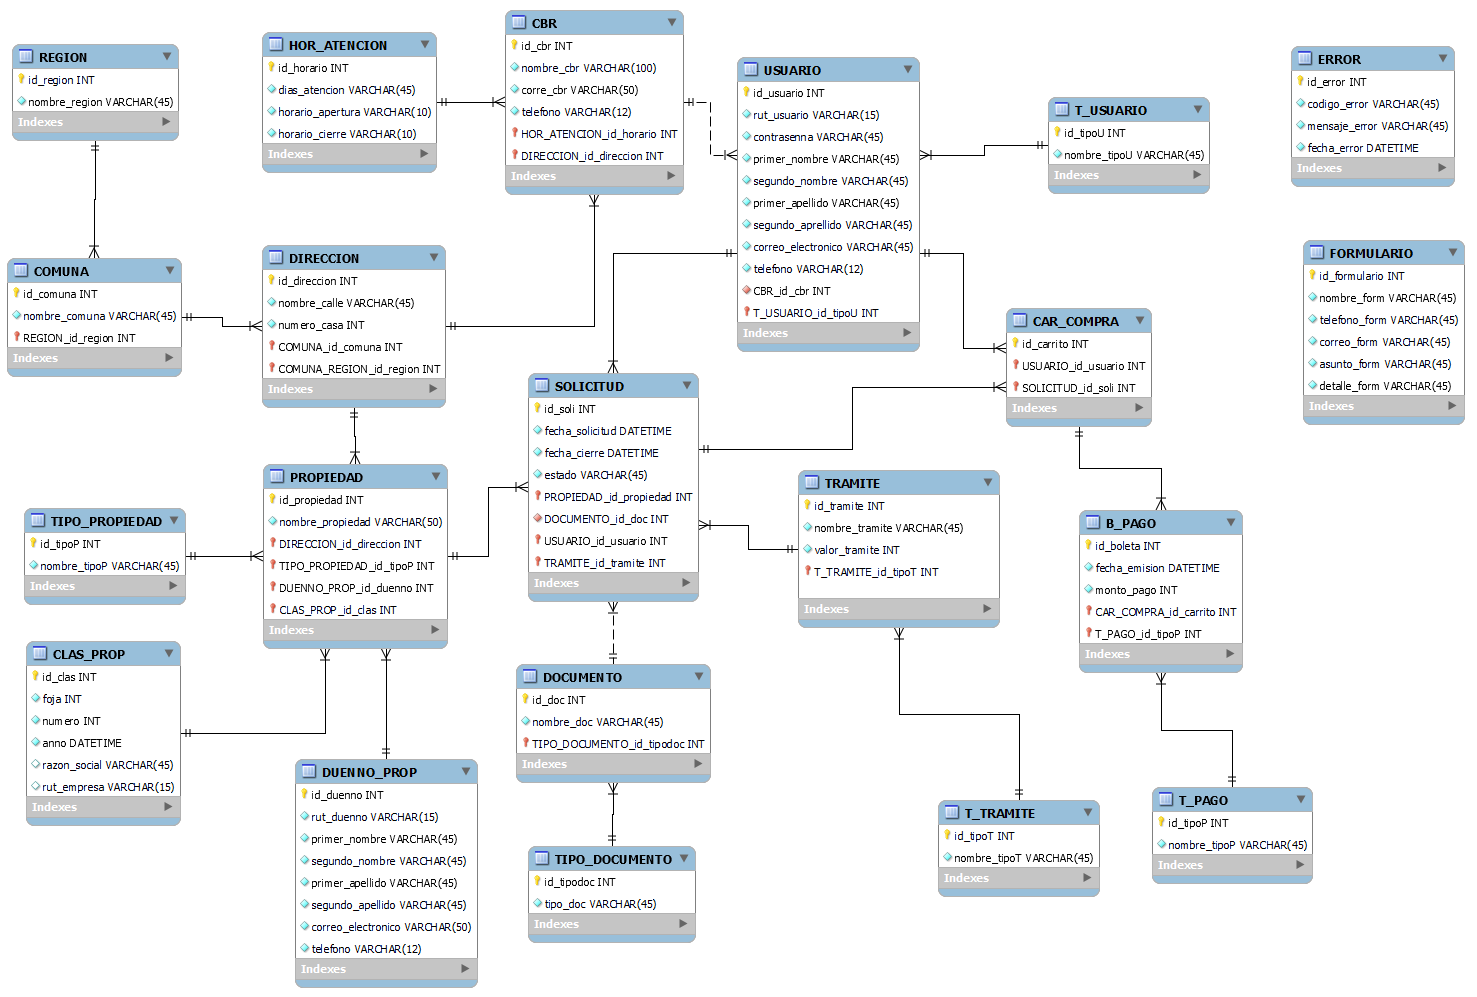 REGION
id_region INT
nombre_region VARCHAR(45)
Indexes
HOR_ATENCION
id_horario INT
dias_atencion VARCHAR(45)
horario_apertura VARCHAR(10)
horario_cierre VARCHAR(10)
Indexes
CBR
id_cbr INT
nombre_cbr VARCHAR(100)
corre_cbr VARCHAR(50)
telefono VARCHAR(12)
HOR_ATENCION_id_horario INT
DIRECCION_id_direccion INT
Indexes
USUARIO
id_usuario INT
rut_usuario VARCHAR(15)
contrasenna VARCHAR(45)
primer_nombre VARCHAR(45)
segundo_nombre VARCHAR(45)
primer_apellido VARCHAR(45)
segundo_aprellido VARCHAR(45)
correo_electronico VARCHAR(45)
telefono VARCHAR(12)
CBR_id_cbr INT
T_USUARIO_id_tipoU INT
Indexes
T_USUARIO
id_tipoU INT
nombre_tipoU VARCHAR(45)
Indexes
ERROR
id_error INT
codigo_error VARCHAR(45)
mensaje_error VARCHAR(45)
fecha_error DATETIME
Indexes
COMUNA
id_comuna INT
nombre_comuna VARCHAR(45)
REGION_id_region INT
Indexes
DIRECCION
id_direccion INT
nombre_calle VARCHAR(45)
numero_casa INT
COMUNA_id_comuna INT
COMUNA_REGION_id_region INT
Indexes
FORMULARIO
id_formulario INT
nombre_form VARCHAR(45)
telefono_form VARCHAR(45)
correo_form VARCHAR(45)
asunto_form VARCHAR(45)
detalle_form VARCHAR(45)
Indexes
CAR_COMPRA
id_carrito INT
USUARIO_id_usuario INT
SOLICITUD_id_soli INT
Indexes
SOLICITUD
id_soli INT
fecha_solicitud DATETIME
fecha_cierre DATETIME
estado VARCHAR(45)
PROPIEDAD_id_propiedad INT
DOCUMENTO_id_doc INT
USUARIO_id_usuario INT
TRAMITE_id_tramite INT
Indexes
PROPIEDAD
id_propiedad INT
nombre_propiedad VARCHAR(50)
DIRECCION_id_direccion INT
TIPO_PROPIEDAD_id_tipoP INT
DUENNO_PROP_id_duenno INT
CLAS_PROP_id_clas INT
Indexes
TRAMITE
id_tramite INT
nombre_tramite VARCHAR(45)
valor_tramite INT
T_TRAMITE_id_tipoT INT
Indexes
TIPO_PROPIEDAD
id_tipoP INT
nombre_tipoP VARCHAR(45)
Indexes
B_PAGO
id_boleta INT
fecha_emision DATETIME
monto_pago INT
CAR_COMPRA_id_carrito INT
T_PAGO_id_tipoP INT
Indexes
CLAS_PROP
id_clas INT
foja INT
numero INT
anno DATETIME
razon_social VARCHAR(45)
rut_empresa VARCHAR(15)
Indexes
DOCUMENTO
id_doc INT
nombre_doc VARCHAR(45)
TIPO_DOCUMENTO_id_tipodoc INT
Indexes
DUENNO_PROP
id_duenno INT
rut_duenno VARCHAR(15)
primer_nombre VARCHAR(45)
segundo_nombre VARCHAR(45)
primer_apellido VARCHAR(45)
segundo_apellido VARCHAR(45)
correo_electronico VARCHAR(50)
telefono VARCHAR(12)
Indexes
TIPO_DOCUMENTO
id_tipodoc INT
tipo_doc VARCHAR(45)
Indexes
T_TRAMITE
id_tipoT INT
nombre_tipoT VARCHAR(45)
Indexes
T_PAGO
id_tipoP INT
nombre_tipoP VARCHAR(45)
Indexes